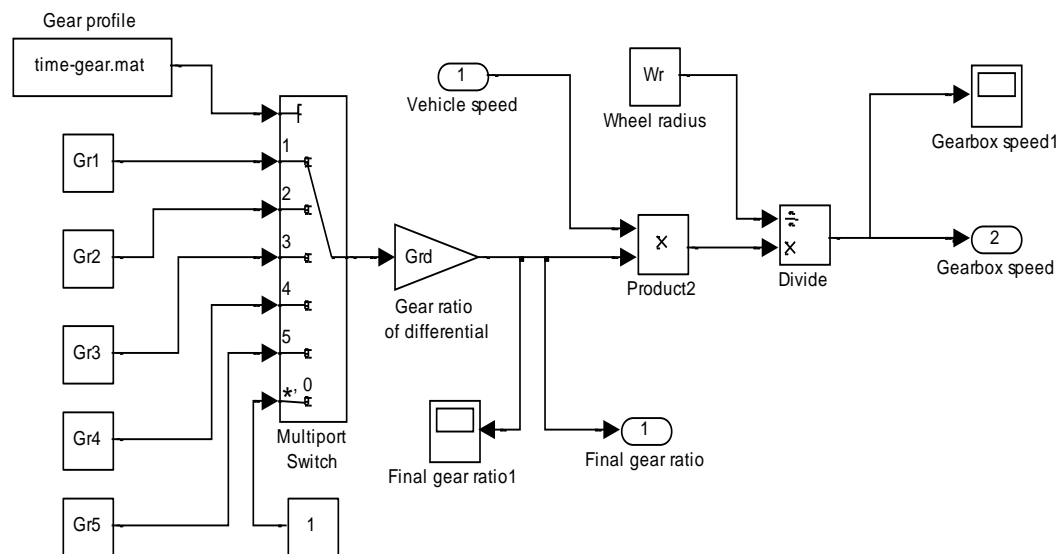 Gear profile
time-gear.mat
Gr1
Gr2
Gr3
Gr4
Gr5
1
2
3
4
5
*, 0
Multiport
Switch
1
Grd
Gear ratio
of differential
1
Vehicle speed
Wr
Wheel radius
×
Product2
÷
×
Divide
Gearbox speed1
2
Gearbox speed
Final gear ratio1
1
Final gear ratio